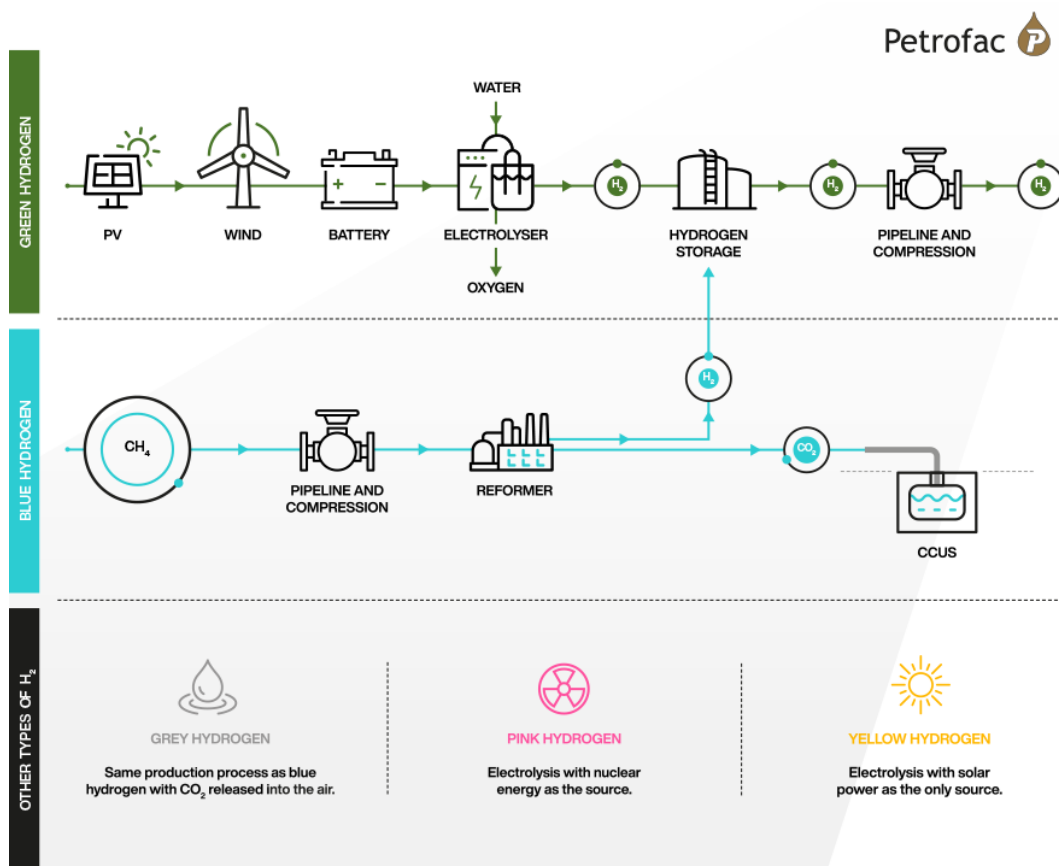 Petrofac
GREEN HYDROGEN
WATER
H₂
H₂
H₂
PV
WIND
BATTERY
ELECTROLYSER
HYDROGEN
STORAGE
PIPELINE AND
COMPRESSION
OXYGEN
BLUE HYDROGEN
H₂
CH₄
CO₂
PIPELINE AND
COMPRESSION
REFORMER
CCUS
OTHER TYPES OF H₂
GREY HYDROGEN
Same production process as blue
hydrogen with CO₂ released into the air.
PINK HYDROGEN
Electrolysis with nuclear
energy as the source.
YELLOW HYDROGEN
Electrolysis with solar
power as the only source.